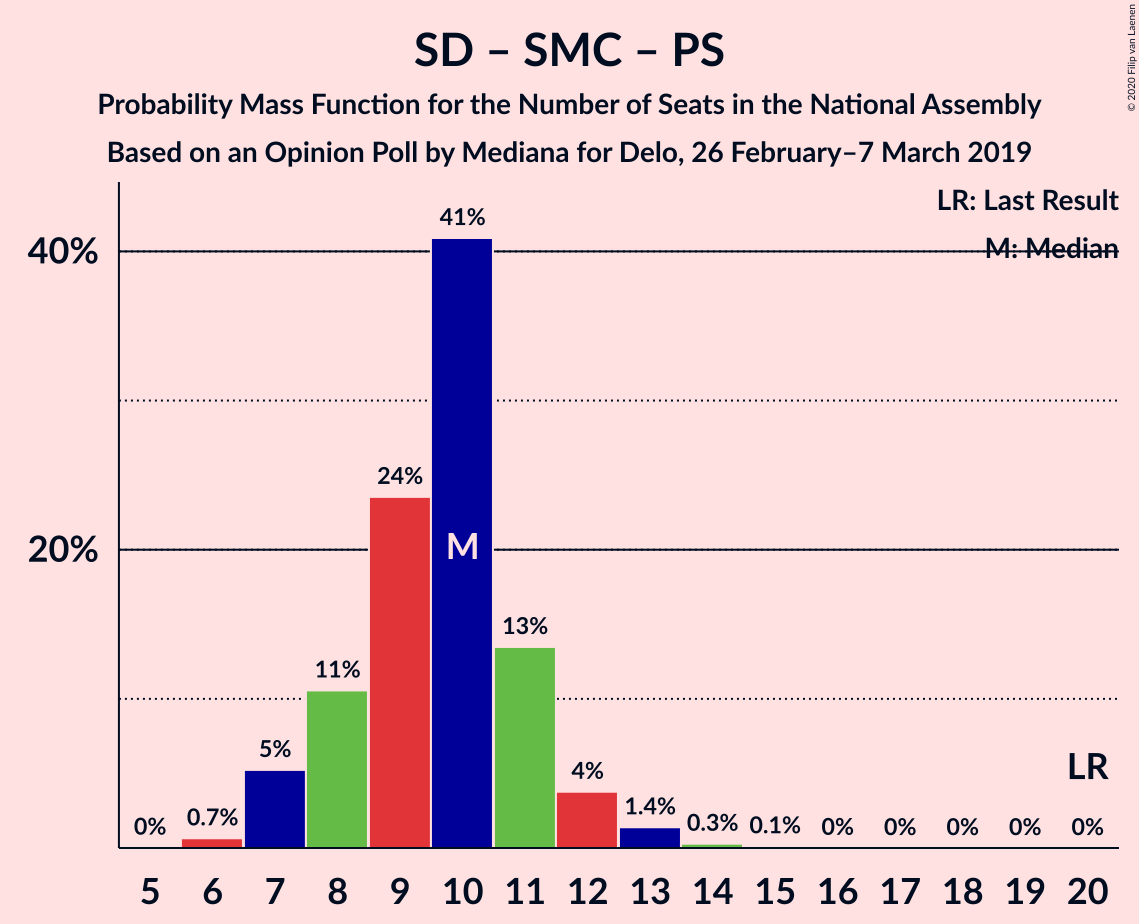 SD – SMC – PS
Probability Mass Function for the Number of Seats in the National Assembly
Based on an Opinion Poll by Mediana for Delo, 26 February–7 March 2019
© 2020 Filip van Laenen
LR: Last Result
M: Median
40%
20%
0%
0.7%
5%
11%
24%
41%
M
13%
4%
1.4%
0.3%
0.1%
0%
0%
0%
0%
0%
LR
5 6 7 8 9 10 11 12 13 14 15 16 17 18 19 20